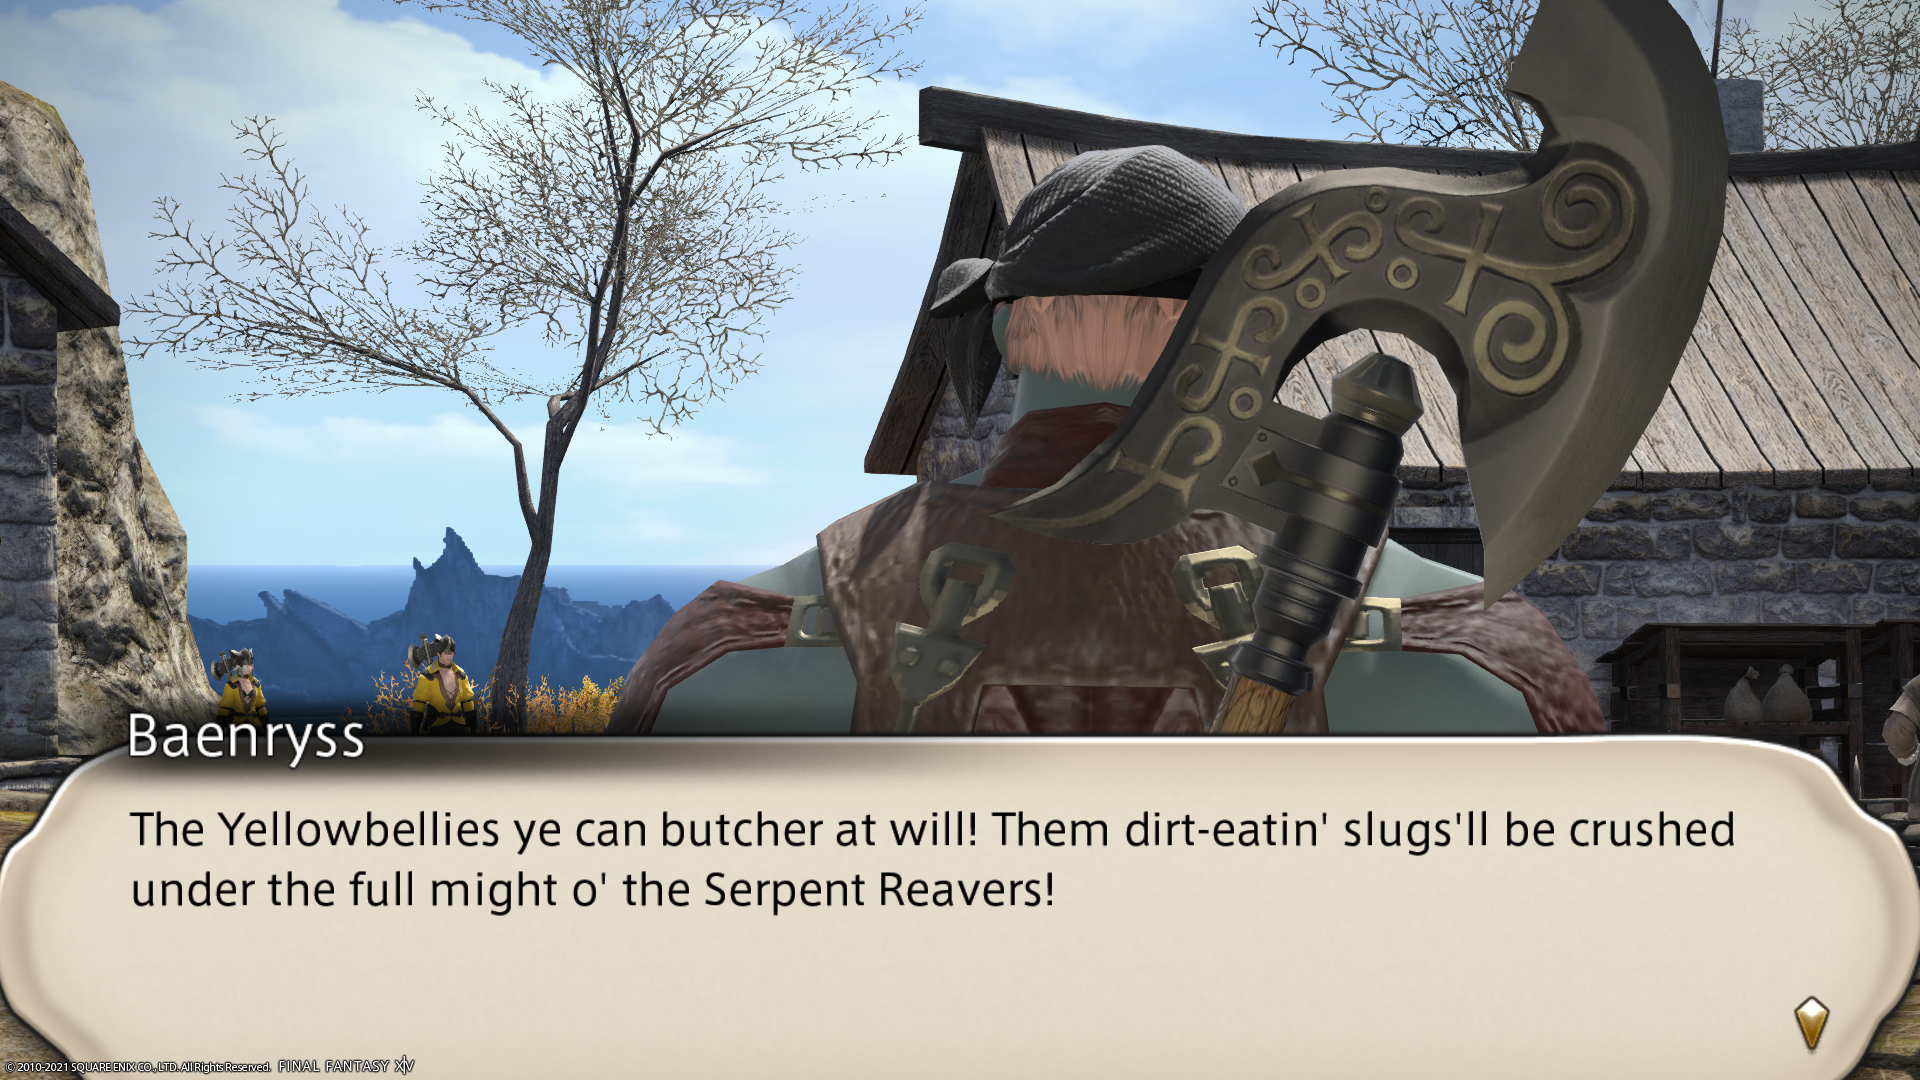 Baenryss
The Yellowbellies ye can butcher at will! Them dirt-eatin' slugs'll be crushed
under the full might o' the Serpent Reavers!
© 2010-2021 SQUARE ENIX CO., LTD. All Rights Reserved. FINAL FANTASY XIV